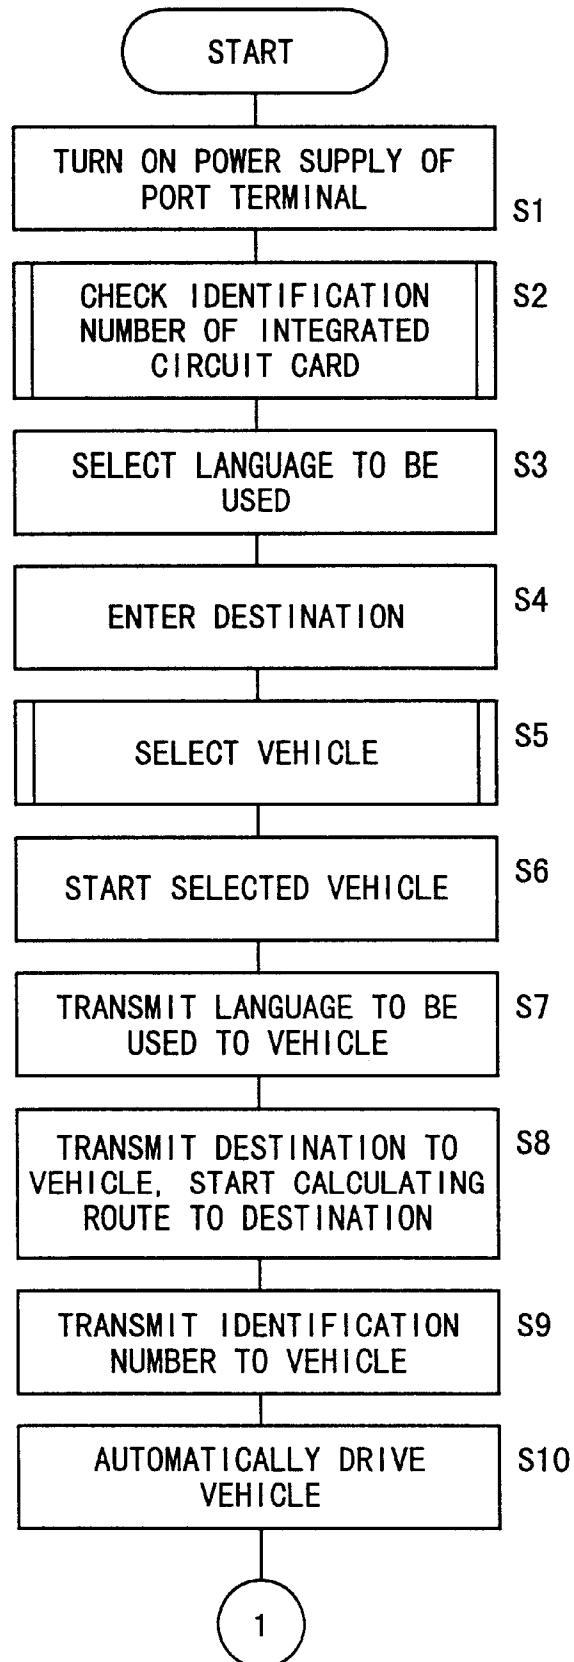 START
TURN ON POWER SUPPLY OF
PORT TERMINAL
S1
CHECK IDENTIFICATION
NUMBER OF INTEGRATED
CIRCUIT CARD
S2
SELECT LANGUAGE TO BE
USED
S3
ENTER DESTINATION
S4
SELECT VEHICLE
S5
START SELECTED VEHICLE
S6
TRANSMIT LANGUAGE TO BE
USED TO VEHICLE
S7
TRANSMIT DESTINATION TO
VEHICLE, START CALCULATING
ROUTE TO DESTINATION
S8
TRANSMIT IDENTIFICATION
NUMBER TO VEHICLE
S9
AUTOMATICALLY DRIVE
VEHICLE
S10
1